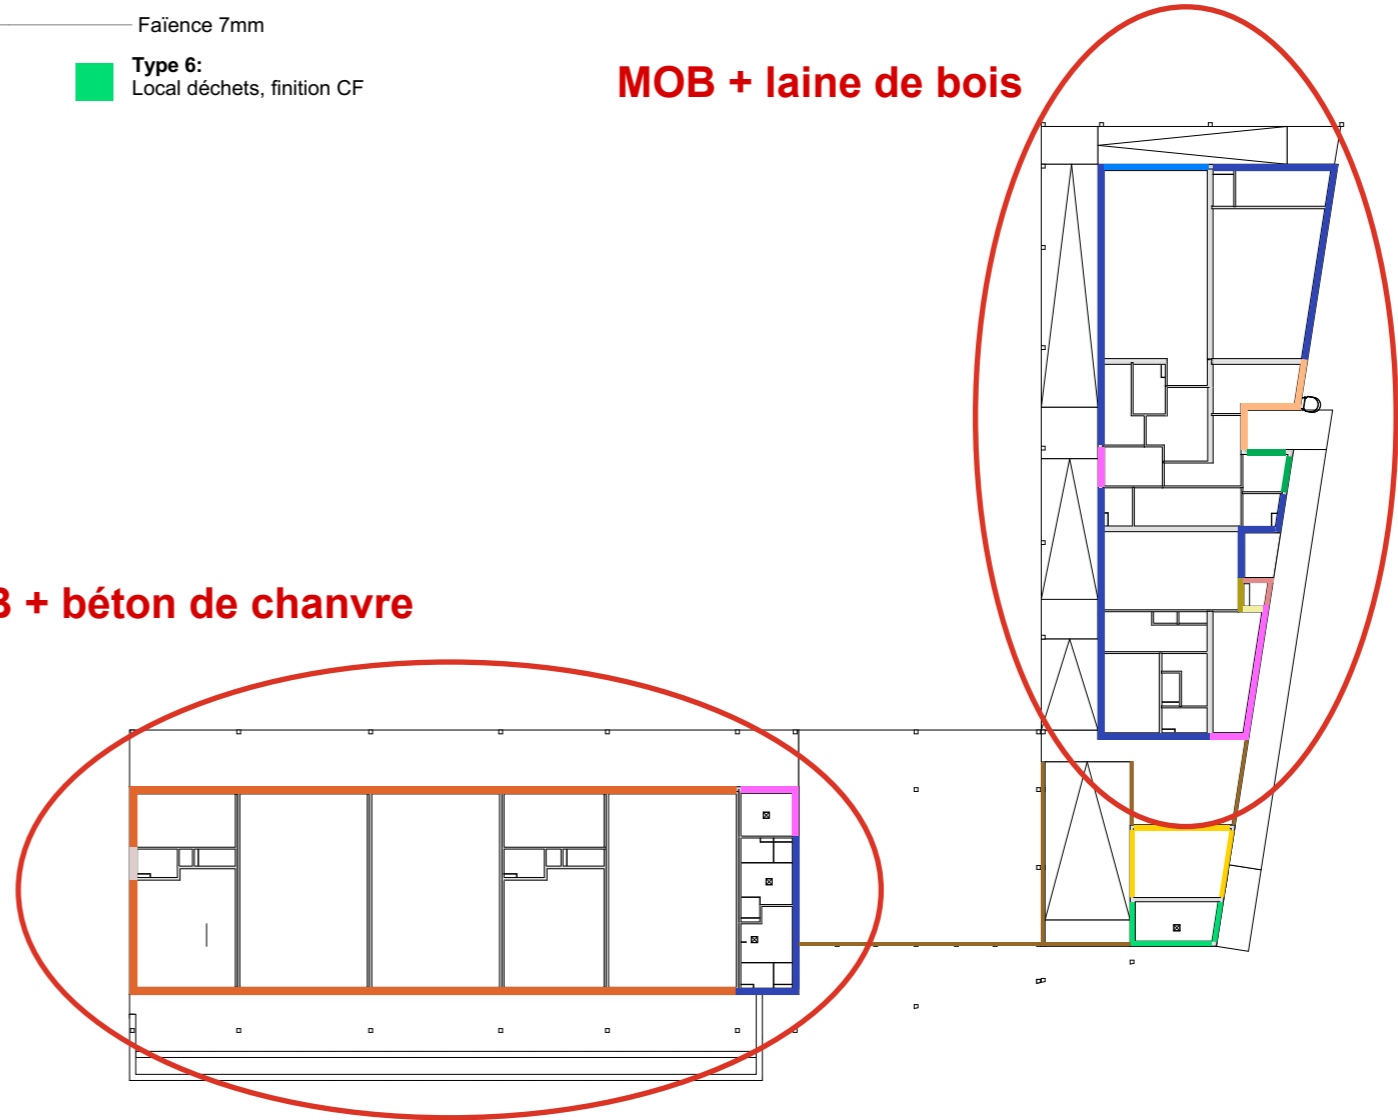 Faïence 7mm
Type 6:
Local déchets, finition CF
MOB + laine de bois
B + béton de chanvre